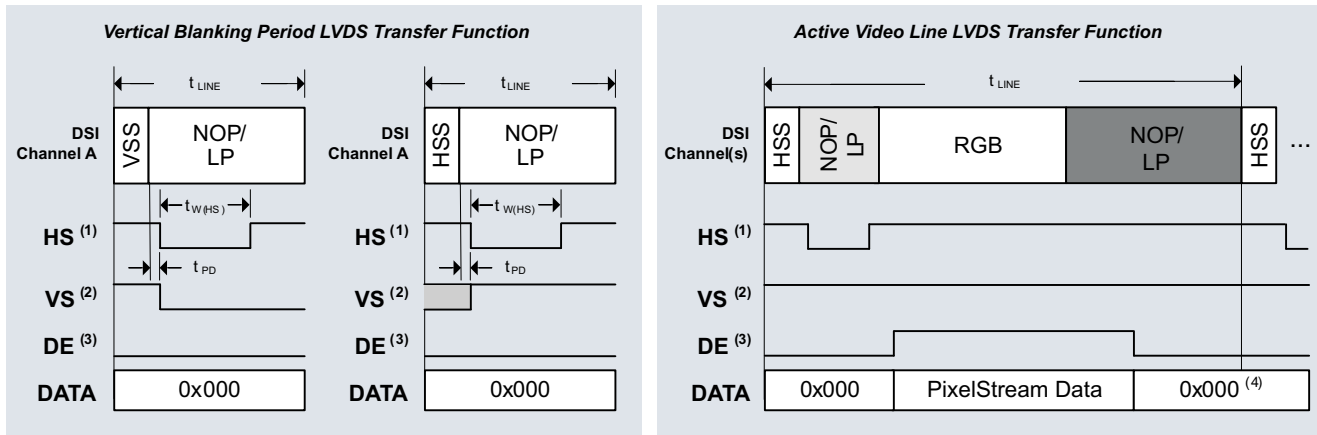 Vertical Blanking Period LVDS Transfer Function
t LINE
DSI
Channel A
VSS
NOP/
LP
t W(HS)
HS (1)
t PD
VS (2)
DE (3)
DATA
0x000
t LINE
DSI
Channel A
HSS
NOP/
LP
t W(HS)
HS (1)
t PD
VS (2)
DE (3)
DATA
0x000
Active Video Line LVDS Transfer Function
t LINE
DSI
Channel(s)
HSS
NOP/
LP
RGB
NOP/
LP
HSS
...
HS (1)
VS (2)
DE (3)
DATA
0x000
PixelStream Data
0x000 (4)